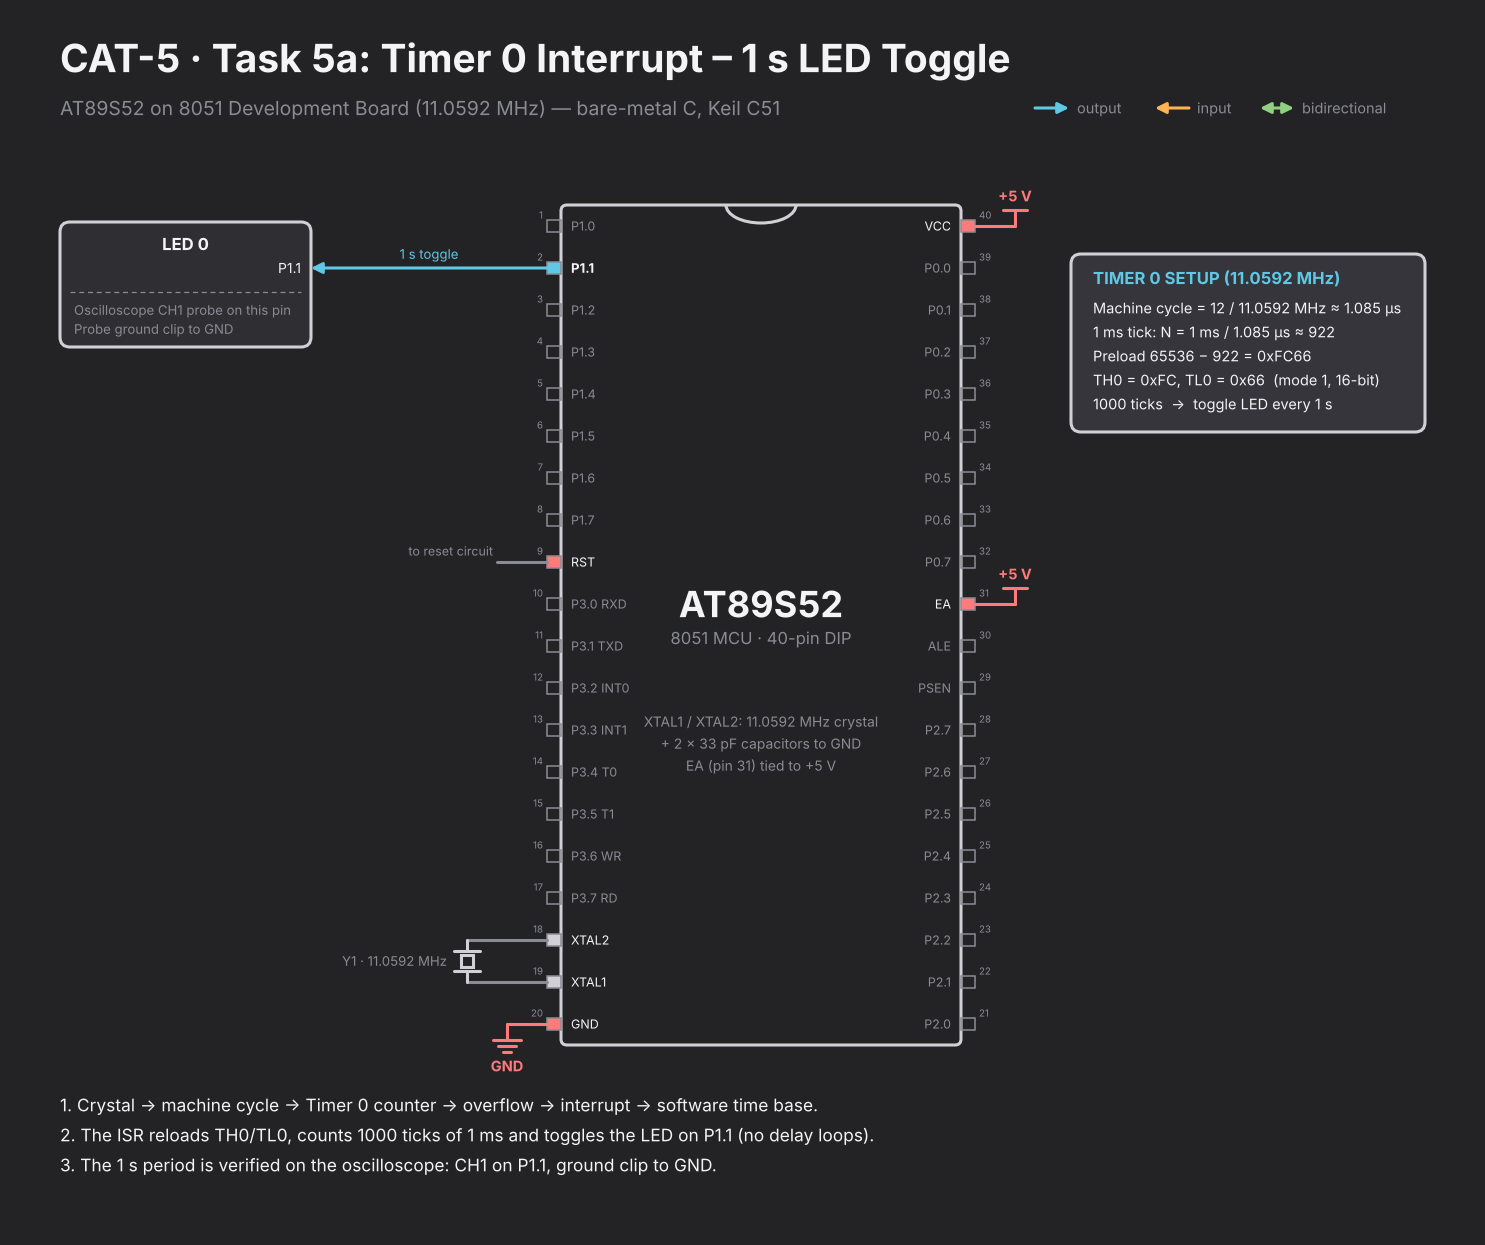 CAT-5 · Task 5a: Timer 0 Interrupt – 1 s LED Toggle
AT89S52 on 8051 Development Board (11.0592 MHz) — bare-metal C, Keil C51
output
input
bidirectional
LED 0
P1.1
Oscilloscope CH1 probe on this pin
Probe ground clip to GND
1 s toggle
1 P1.0
2 P1.1
3 P1.2
4 P1.3
5 P1.4
6 P1.5
7 P1.6
8 P1.7
to reset circuit
9 RST
10 P3.0 RXD
11 P3.1 TXD
12 P3.2 INT0
13 P3.3 INT1
14 P3.4 T0
15 P3.5 T1
16 P3.6 WR
17 P3.7 RD
18 XTAL2
Y1 · 11.0592 MHz
19 XTAL1
20 GND
GND
AT89S52
8051 MCU · 40-pin DIP
XTAL1 / XTAL2: 11.0592 MHz crystal
+ 2 × 33 pF capacitors to GND
EA (pin 31) tied to +5 V
+5 V
VCC 40
P0.0 39
P0.1 38
P0.2 37
P0.3 36
P0.4 35
P0.5 34
P0.6 33
P0.7 32
+5 V
EA 31
ALE 30
PSEN 29
P2.7 28
P2.6 27
P2.5 26
P2.4 25
P2.3 24
P2.2 23
P2.1 22
P2.0 21
TIMER 0 SETUP (11.0592 MHz)
Machine cycle = 12 / 11.0592 MHz ≈ 1.085 µs
1 ms tick: N = 1 ms / 1.085 µs ≈ 922
Preload 65536 − 922 = 0xFC66
TH0 = 0xFC, TL0 = 0x66 (mode 1, 16-bit)
1000 ticks → toggle LED every 1 s
1. Crystal → machine cycle → Timer 0 counter → overflow → interrupt → software time base.
2. The ISR reloads TH0/TL0, counts 1000 ticks of 1 ms and toggles the LED on P1.1 (no delay loops).
3. The 1 s period is verified on the oscilloscope: CH1 on P1.1, ground clip to GND.